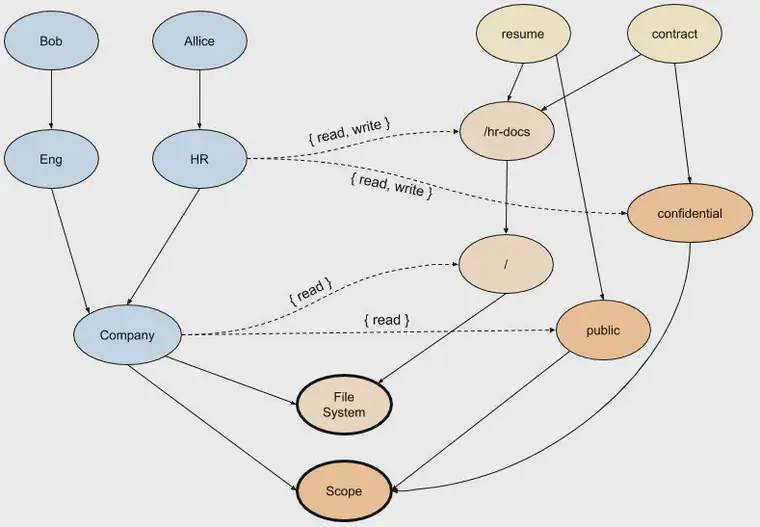 Bob
Allice
resume
contract
{ read, write }
/hr-docs
Eng
HR
{ read, write }
confidential
/
{ read }
{ read }
public
Company
File
System
Scope